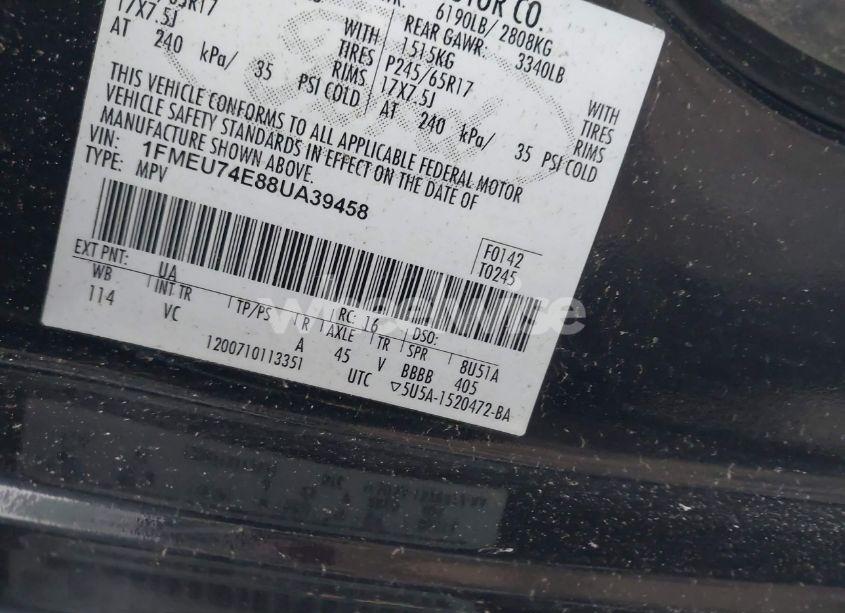 MOTOR CO.
6190LB/ 2808KG
REAR GAWR: 3340LB
1515KG WITH
P245/65R17 TIRES
17X7.5J RIMS
AT 240 kPa/ 35 PSI COLD
17X7.5J WITH
TIRES
RIMS
AT 240 kPa/ 35 PSI COLD
THIS VEHICLE CONFORMS TO ALL APPLICABLE FEDERAL MOTOR
VEHICLE SAFETY STANDARDS IN EFFECT ON THE DATE OF
MANUFACTURE SHOWN ABOVE.
VIN: 1FMEU74E88UA39458
TYPE: MPV
F0142
T0245
EXT PNT: UA RC: 16 DSO:
WB INT TR TP/PS R AXLE TR SPR 8U51A
114 VC A 45 V BBBB 405
1200710113351 UTC ▽5U5A-1520472-BA
wheelwise